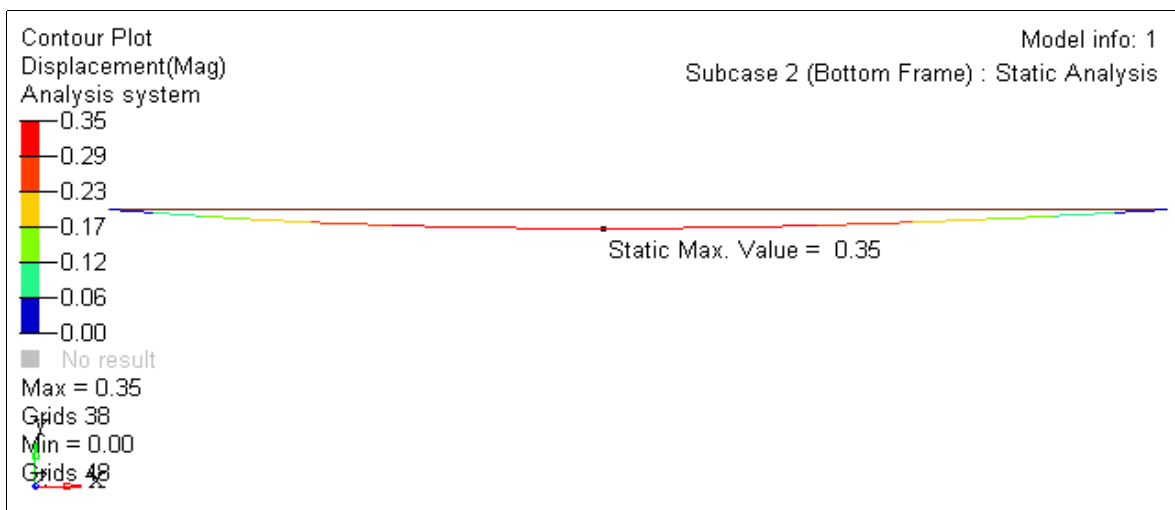 Contour Plot
Displacement(Mag)
Analysis system
0.35
0.29
0.23
0.17
0.12
0.06
0.00
No result
Max = 0.35
Grids 38
Min = 0.00
Grids 48
Y
X
Model info: 1
Subcase 2 (Bottom Frame) : Static Analysis
Static Max. Value = 0.35